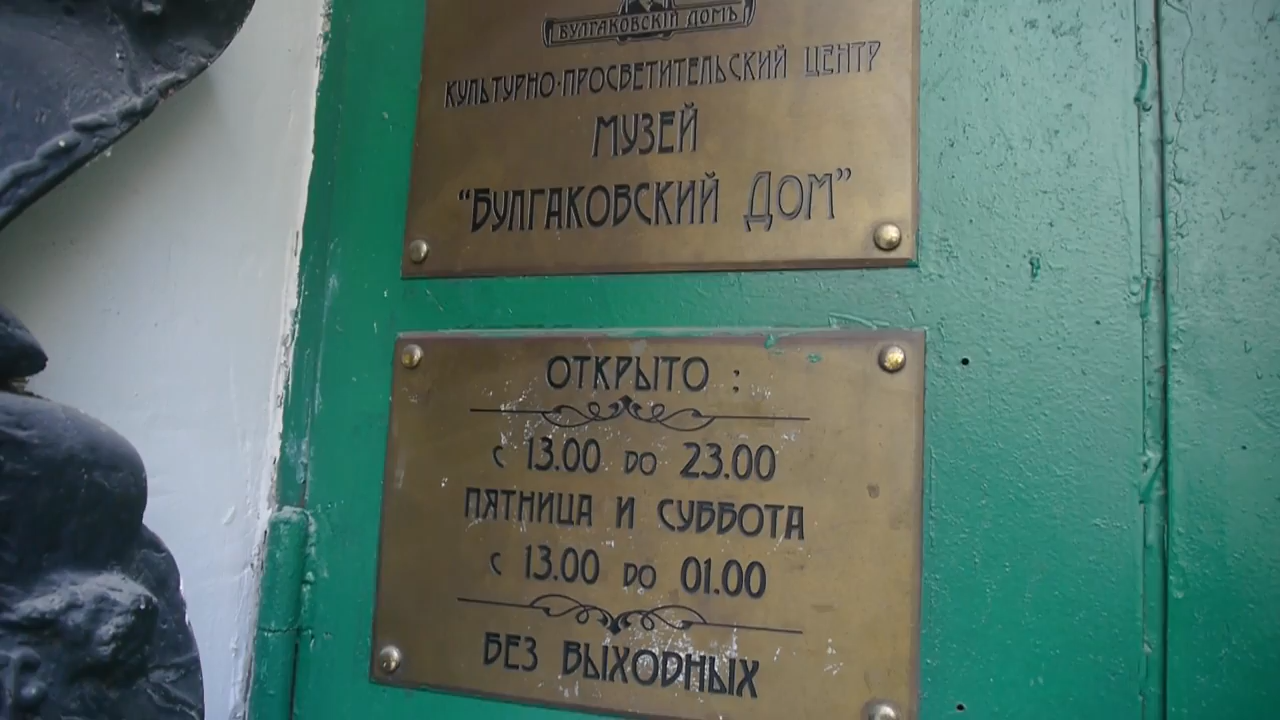 БУЛГАКОВСКІЙ ДОМЪ
КУЛЬТУРНО-ПРОСВЕТИТЕЛЬСКИЙ ЦЕНТР
МУЗЕЙ
“БУЛГАКОВСКИЙ ДОМ”
ОТКРЫТО :
с 13.00 до 23.00
ПЯТНИЦА И СУББОТА
с 13.00 до 01.00
БЕЗ ВЫХОДНЫХ